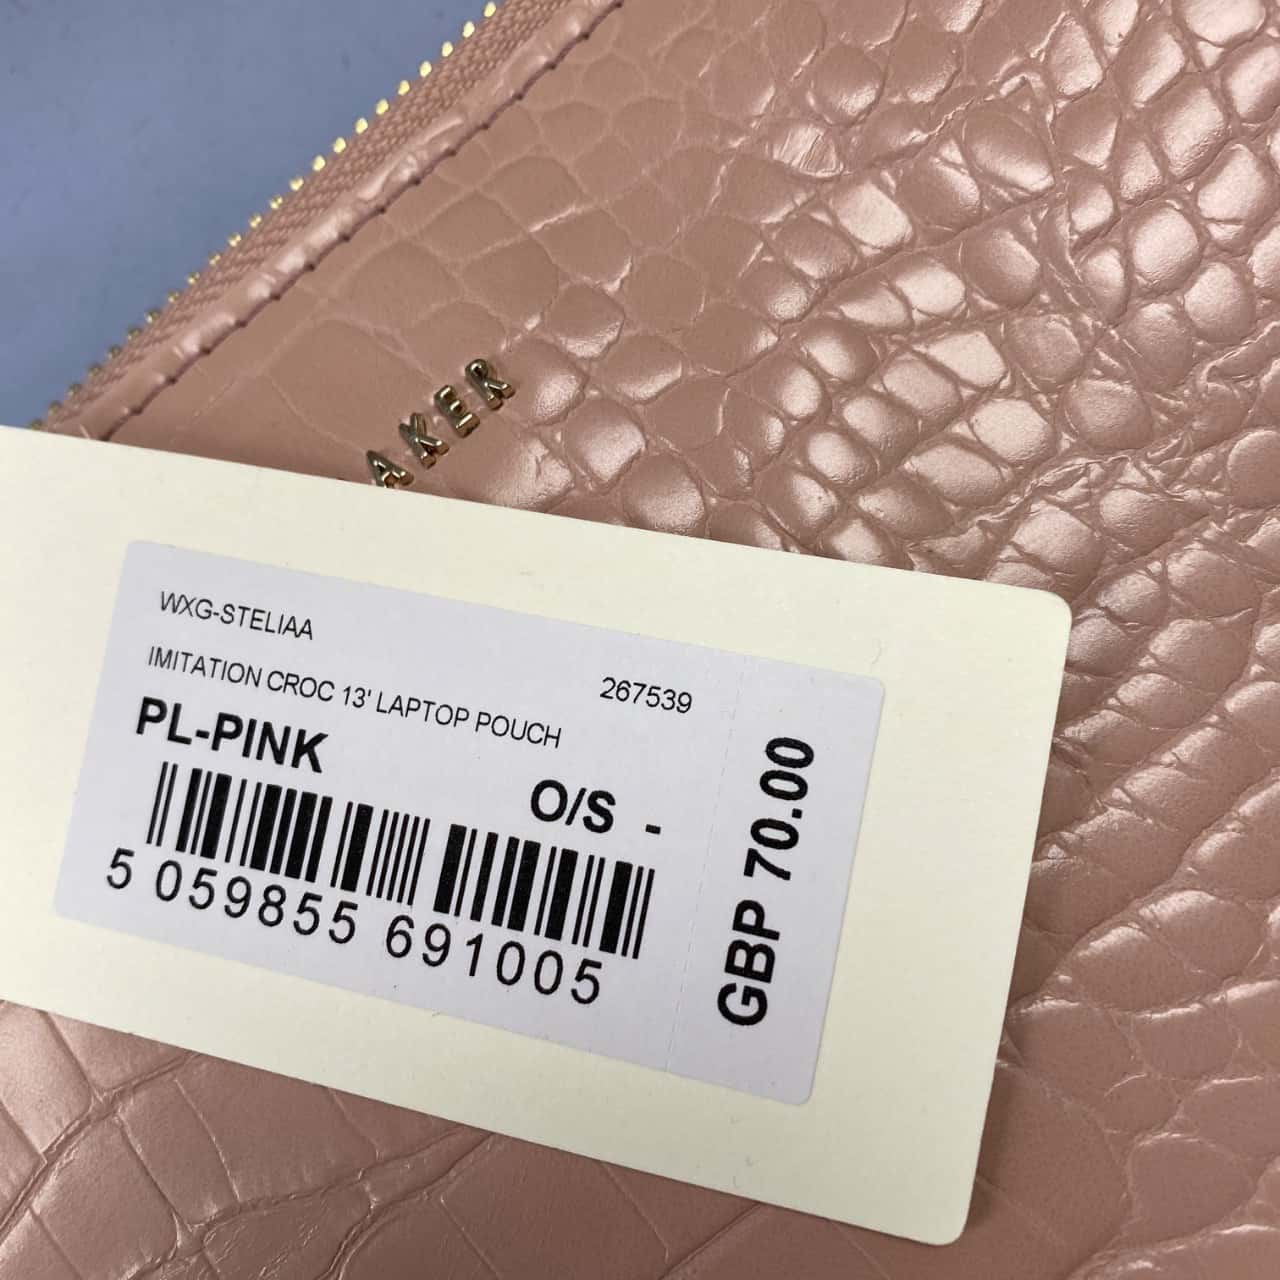 AKER
WXG-STELIAA
IMITATION CROC 13' LAPTOP POUCH
267539
PL-PINK
O/S -
5 059855 691005
GBP 70.00